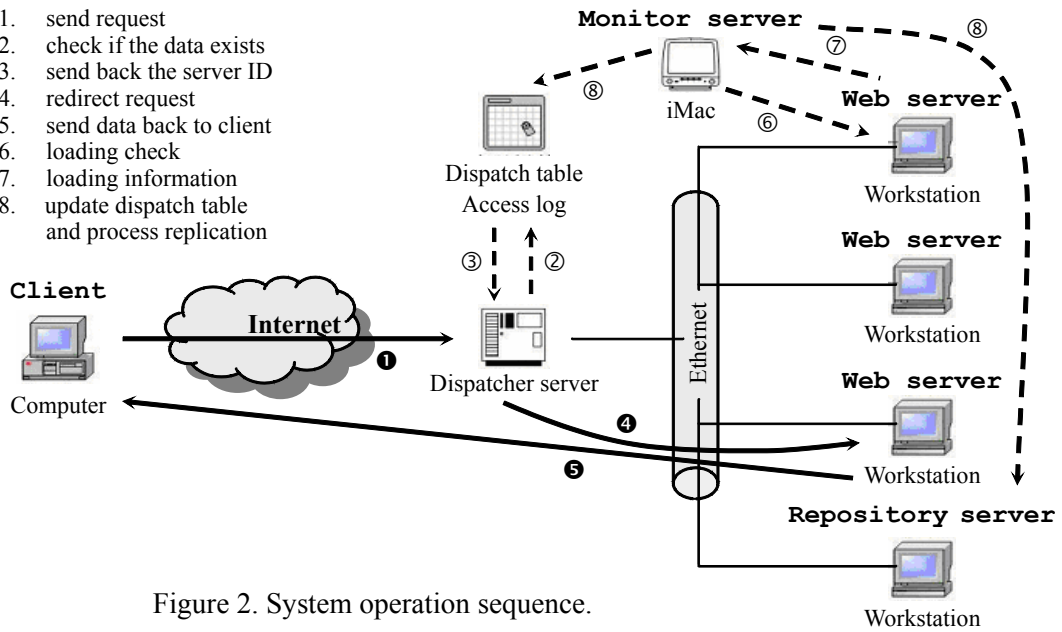 1. send request
2. check if the data exists
3. send back the server ID
4. redirect request
5. send data back to client
6. loading check
7. loading information
8. update dispatch table
and process replication
Monitor server
iMac
⑧
⑦
⑧
⑥
Web server
Workstation
Dispatch table
Access log
③
②
Web server
Workstation
Client
Computer
Internet
❶
Dispatcher server
Ethernet
Web server
Workstation
❹
❺
Repository server
Workstation
Figure 2. System operation sequence.